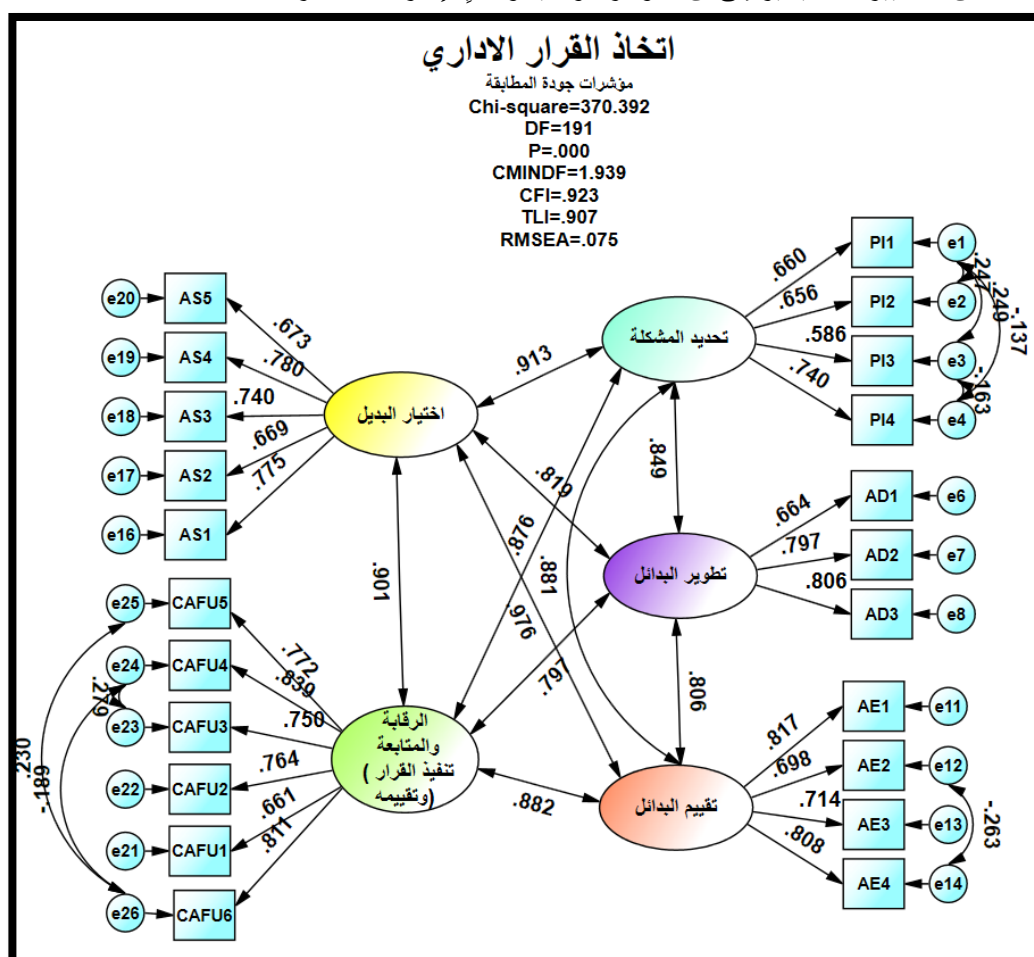 اتخاذ القرار الاداري
مؤشرات جودة المطابقة
Chi-square=370.392
DF=191
P=.000
CMINDF=1.939
CFI=.923
TLI=.907
RMSEA=.075
e20
AS5
.673
e19
AS4
.780
e18
AS3
.740
e17
AS2
.669
e16
AS1
.775
اختيار البديل
.913
.901
.819
.976
.876
.881
تحديد المشكلة
.660
PI1
e1
.656
PI2
e2
.586
PI3
e3
.740
PI4
e4
.247
.249
-.137
-.163
.849
تطوير البدائل
.664
AD1
e6
.797
AD2
e7
.806
AD3
e8
.806
.797
تقييم البدائل
.817
AE1
e11
.698
AE2
e12
.714
AE3
e13
.808
AE4
e14
-.263
.882
الرقابة
والمتابعة
تنفيذ القرار )
(وتقييمه
e25
CAFU5
.772
e24
CAFU4
.839
e23
CAFU3
.750
e22
CAFU2
.764
e21
CAFU1
.661
e26
CAFU6
.811
.279
.230
-.189